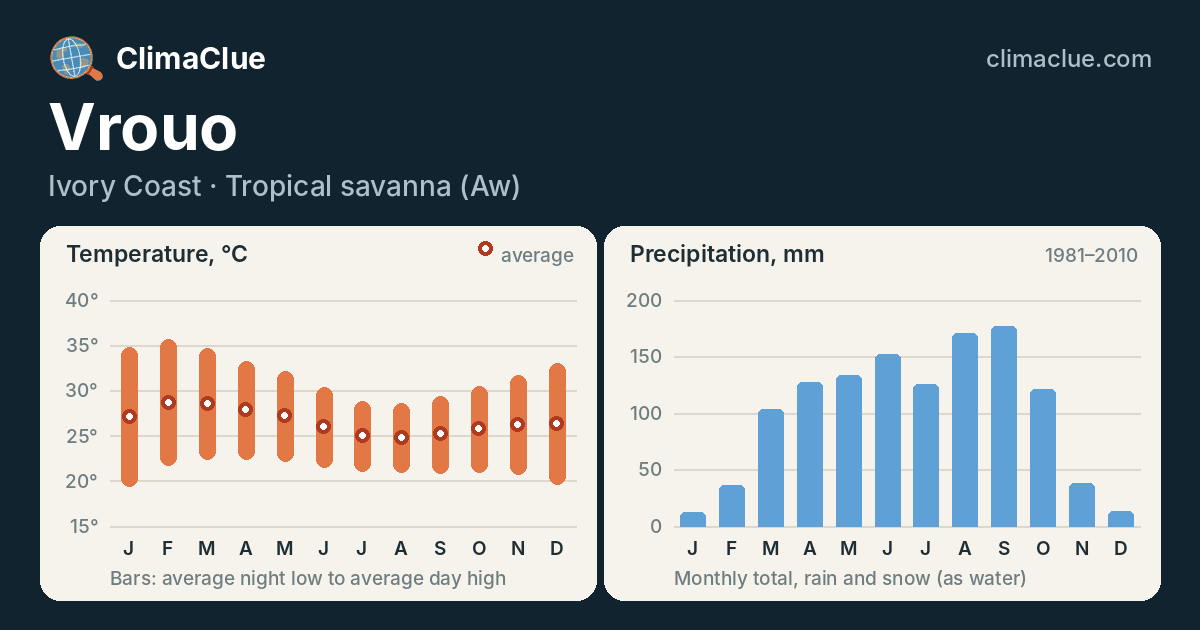 ClimaClue
climaclue.com
Vrouo
Ivory Coast · Tropical savanna (Aw)
Temperature, °C
average
40°
35°
30°
25°
20°
15°
J F M A M J J A S O N D
Bars: average night low to average day high
Precipitation, mm
1981–2010
200
150
100
50
0
J F M A M J J A S O N D
Monthly total, rain and snow (as water)